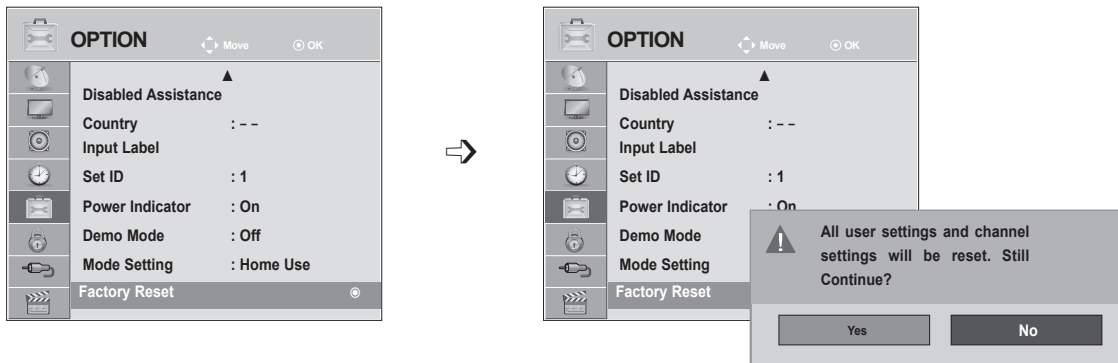 OPTION Move OK
▲
Disabled Assistance
Country : – –
Input Label
Set ID : 1
Power Indicator : On
Demo Mode : Off
Mode Setting : Home Use
Factory Reset
OPTION Move OK
▲
Disabled Assistance
Country : – –
Input Label
Set ID : 1
Power Indicator : On
Demo Mode
Mode Setting
Factory Reset
All user settings and channel
settings will be reset. Still
Continue?
Yes No